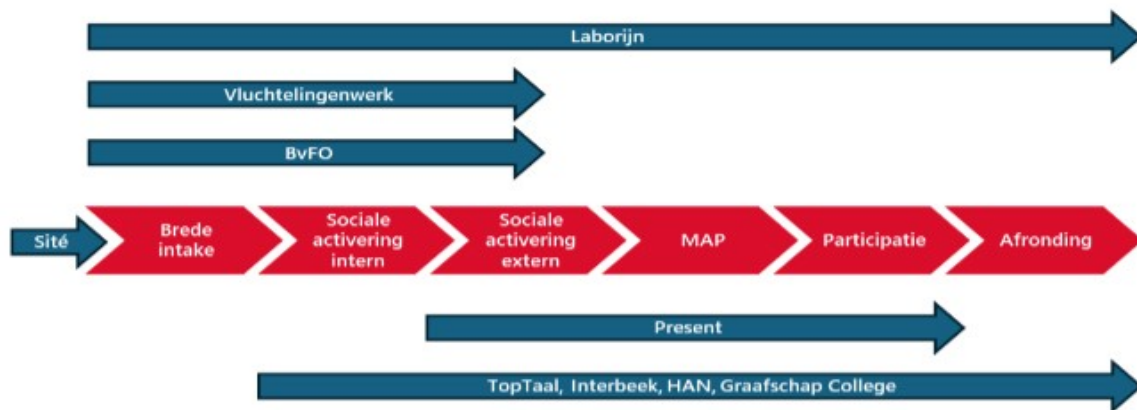 Laborijn
Vluchtelingenwerk
BvFO
Sité
Brede
intake
Sociale
activering
intern
Sociale
activering
extern
MAP
Participatie
Afronding
Present
TopTaal, Interbeek, HAN, Graafschap College